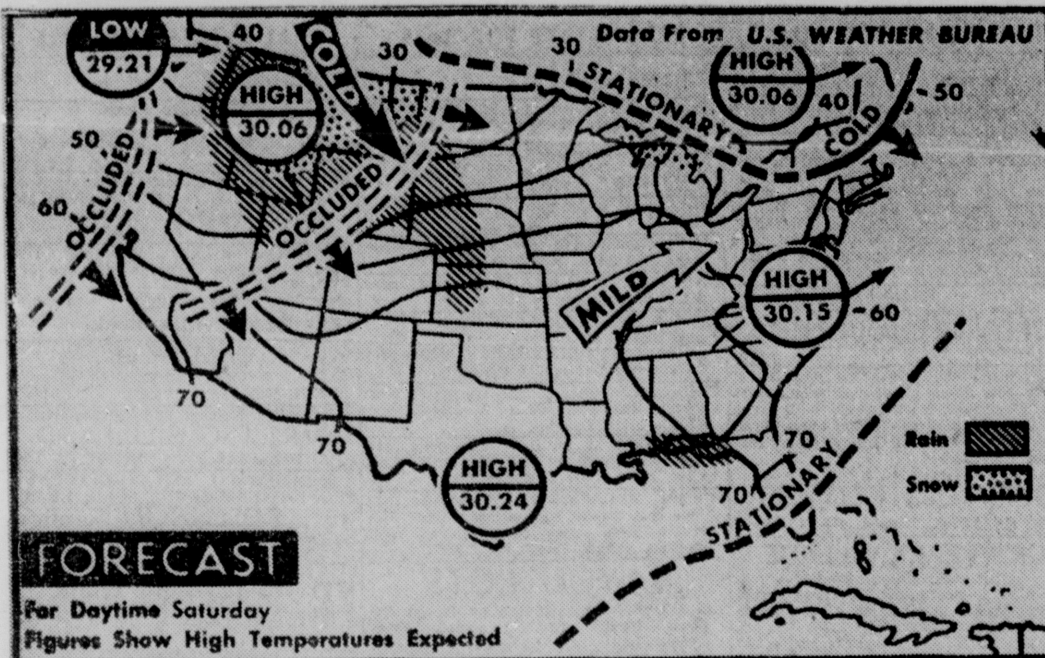 Data From U.S. WEATHER BUREAU
LOW
29.21
40
COLD
30
30
STATIONARY
HIGH
30.06
40
COLD
50
HIGH
30.06
50
OCCLUDED
60
OCCLUDED
MILD
HIGH
30.15
60
70
70
HIGH
30.24
70
70
STATIONARY
Rain
Snow
FORECAST
For Daytime Saturday
Figures Show High Temperatures Expected